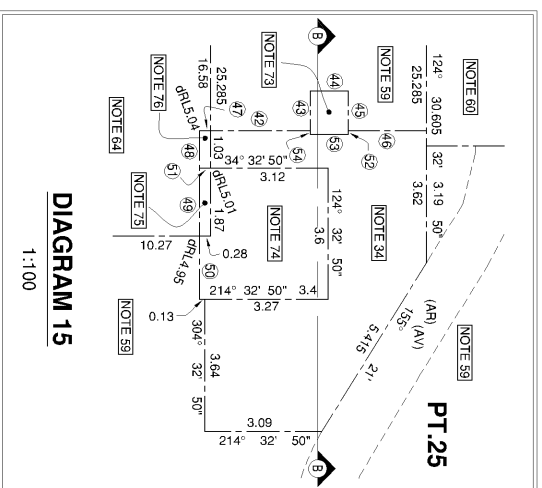 B
NOTE 73
NOTE 59
NOTE 60
44
43
45
54
53
52
46
42
47
124° 32' 50"
25.285
30.605
3.19
3.62
25.285
16.58
dRL5.04
NOTE 76
NOTE 64
48
1.03
51
34° 32' 50"
3.12
dRL5.01
49
1.87
NOTE 75
NOTE 74
124° 32' 50"
3.6
NOTE 34
(AR)
(AV)
155° 21'
5.415
NOTE 59
PT.25
10.27
0.28
dRL4.95
50
214° 32' 50"
3.27
3.4
0.13
NOTE 59
304° 32' 50"
3.64
3.09
214° 32' 50"
B
DIAGRAM 15
1:100